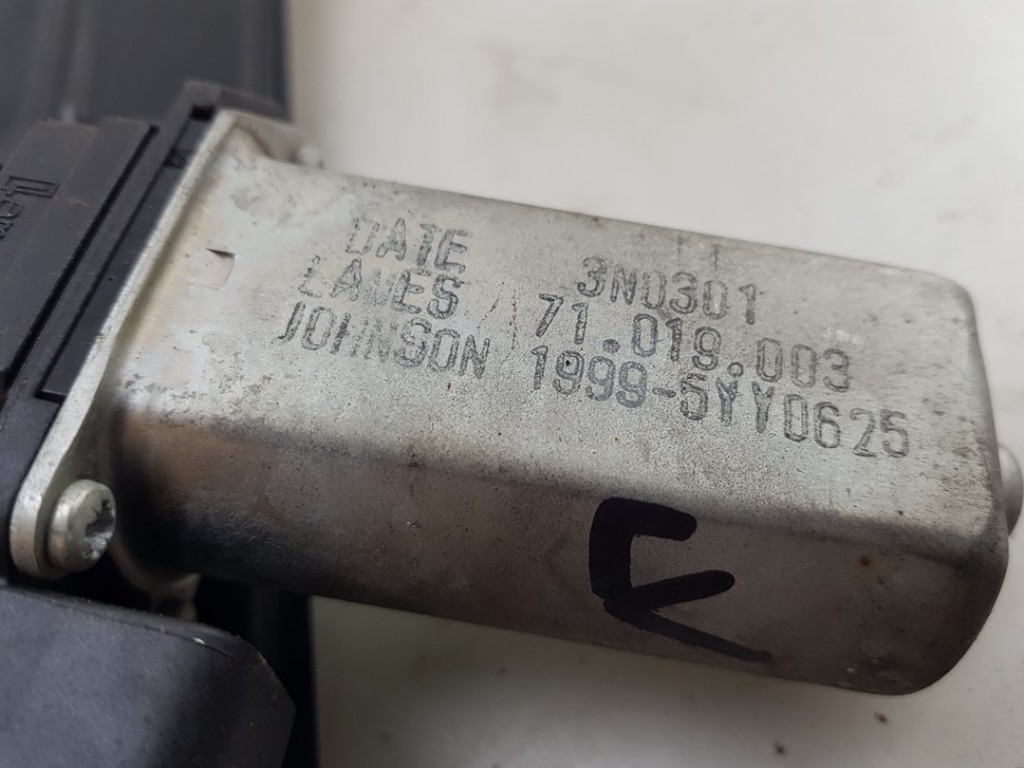 DATE 3N0301
LAMES 71.019.003
JOHNSON 1999-5YY0625